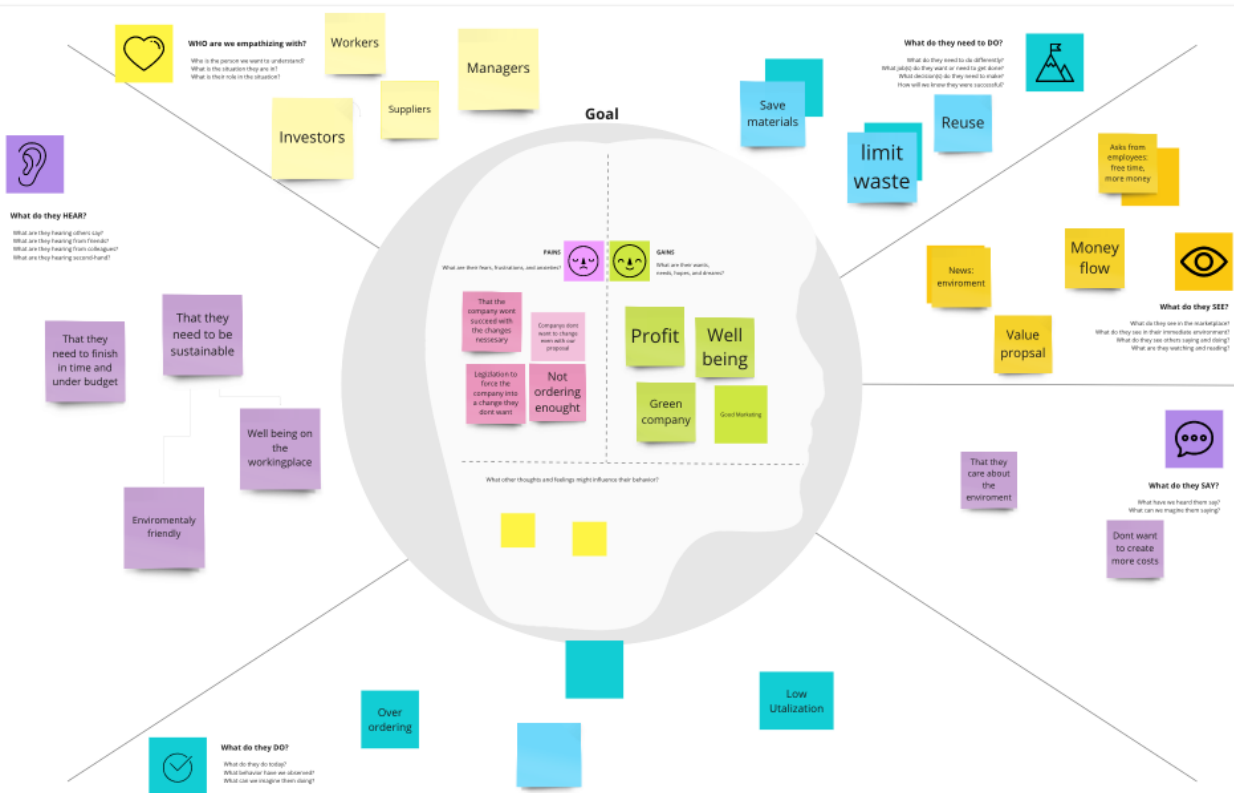 WHO are we empathizing with?
Who is the person we want to understand?
What is the situation they are in?
What is their role in the situation?
Workers
Managers
Suppliers
Investors
What do they need to DO?
What do they need to do differently?
What job(s) do they want or need to get done?
What decision(s) do they need to make?
How will we know they were successful?
Save
materials
limit
waste
Reuse
Goal
What do they HEAR?
What are they hearing others say?
What are they hearing from friends?
What are they hearing from colleagues?
What are they hearing second-hand?
That they
need to finish
in time and
under budget
That they
need to be
sustainable
Well being on
the
workingplace
Enviromentaly
friendly
PAINS
What are their fears, frustrations, and anxieties?
GAINS
What are their wants,
needs, hopes, and dreams?
That the
company wont
succeed with
the changes
nessesary
Companys dont
want to change
even with our
proposal
Legizlation to
force the
company into
a change they
dont want
Not
ordering
enought
Profit
Well
being
Green
company
Good Marketing
What other thoughts and feelings might influence their behavior?
Asks from
employees:
free time,
more money
Money
flow
News:
enviroment
Value
propsal
What do they SEE?
What do they see in the marketplace?
What do they see in their immediate environment?
What do they see others saying and doing?
What are they watching and reading?
That they
care about
the
enviroment
What do they SAY?
What have we heard them say?
What can we magine them saying?
Dont want
to create
more costs
What do they DO?
What do they do today?
What behavior have we observed?
What can we imagine them doing?
Over
ordering
Low
Utalization